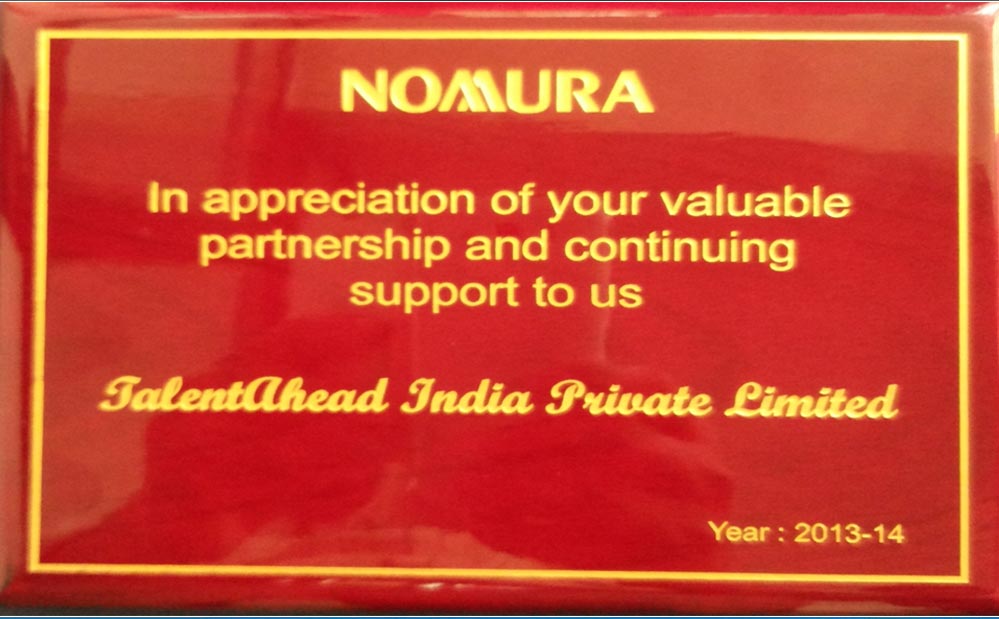 NOMURA
In appreciation of your valuable
partnership and continuing
support to us
TalentAhead India Private Limited
Year : 2013-14